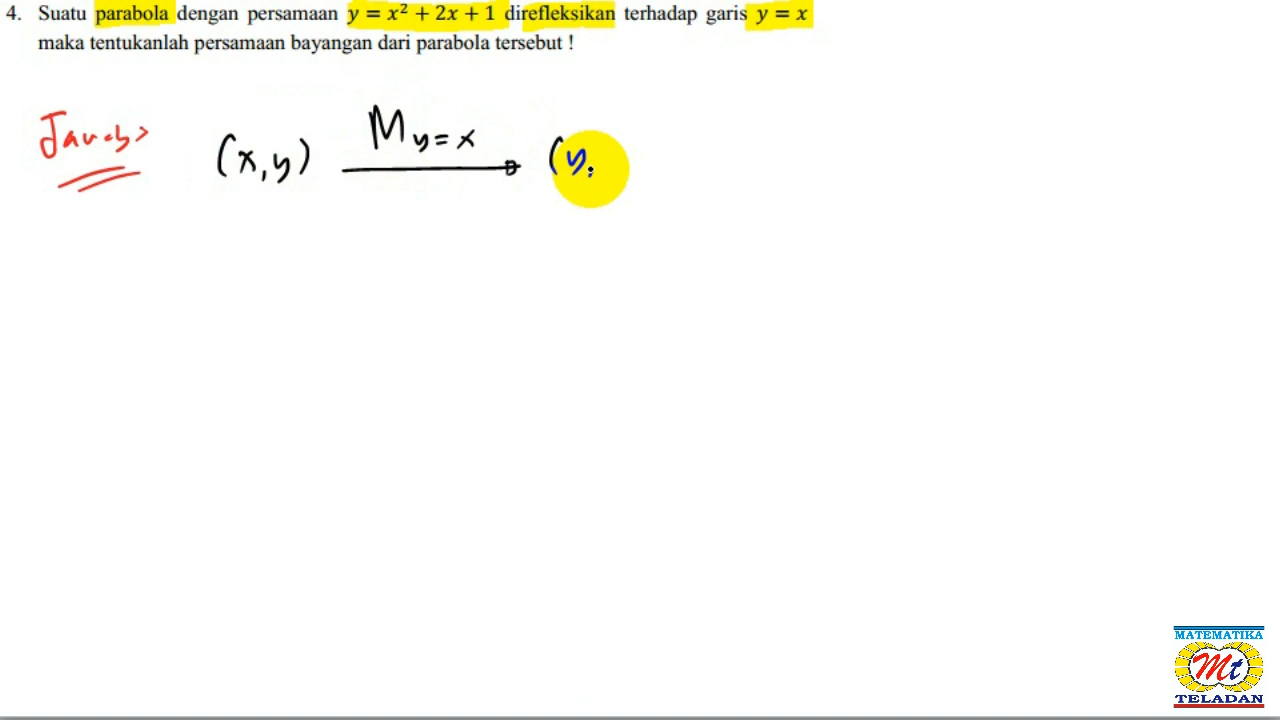 4. Suatu parabola dengan persamaan y = x² + 2x + 1 direfleksikan terhadap garis y = x
maka tentukanlah persamaan bayangan dari parabola tersebut !
Jawab>
(x,y) M y=x (y,
MATEMATIKA
Mt
TELADAN